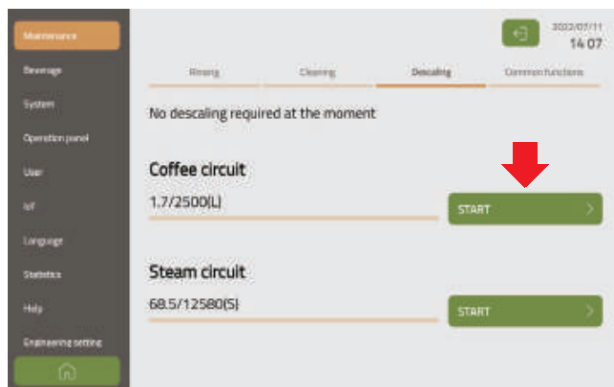 Maintenance
Beverage
System
Operation panel
User
IoT
Language
Statistics
Help
Engineering setting
2022/07/11
14 07
Rinsing
Cleaning
Descaling
Common functions
No descaling required at the moment
Coffee circuit
1.7/2500(L)
START
Steam circuit
68.5/12580(S)
START